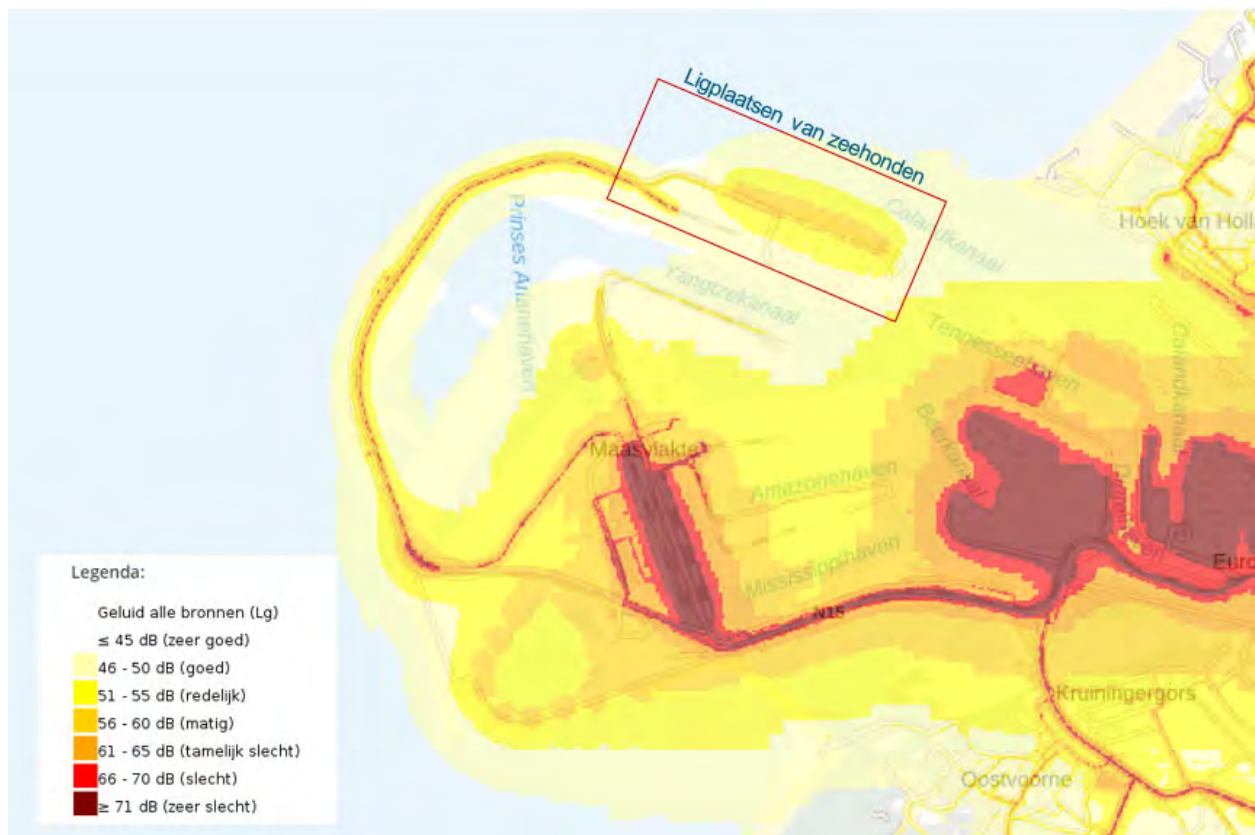 Ligplaatsen van zeehonden
Hoek van Holl
Calandkanaal
Prinses Arianehaven
Yangtzekanaal
Tennesseehaven
Calandkanaal
Beerkanaal
Maasvlakte
Amazonehaven
Mississippihaven
Euro
N15
Kruiningergors
Oostvoorne
Legenda:
Geluid alle bronnen (Lg)
≤ 45 dB (zeer goed)
46 - 50 dB (goed)
51 - 55 dB (redelijk)
56 - 60 dB (matig)
61 - 65 dB (tamelijk slecht)
66 - 70 dB (slecht)
≥ 71 dB (zeer slecht)